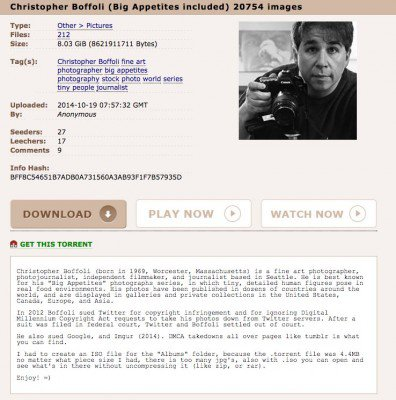 Christopher Boffoli (Big Appetites included) 20754 images
Type: Other > Pictures
Files: 212
Size: 8.03 GiB (8621911711 Bytes)
Tag(s): Christopher Boffoli fine art
photographer big appetites
photography stock photo world series
tiny people journalist
Uploaded: 2014-10-19 07:57:32 GMT
By: Anonymous
Seeders: 27
Leechers: 17
Comments 9
Info Hash:
BFF8C54651B7ADB0A731560A3AB93F1F7B57935D
DOWNLOAD
PLAY NOW
WATCH NOW
GET THIS TORRENT
Christopher Boffoli (born in 1969, Worcester, Massachusetts) is a fine art photographer,
photojournalist, independent filmmaker, and journalist based in Seattle. He is best known
for his "Big Appetites" photographs series, in which tiny, detailed human figures pose in
real food environments. His photos have been published in dozens of countries around the
world, and are displayed in galleries and private collections in the United States,
Canada, Europe, and Asia.
In 2012 Boffoli sued Twitter for copyright infringement and for ignoring Digital
Millennium Copyright Act requests to take his photos down from Twitter servers. After a
suit was filed in federal court, Twitter and Boffoli settled out of court.
He also sued Google, and Imgur (2014). DMCA takedowns all over pages like tumblr is what
you can find.
I had to create an ISO file for the "Albums" folder, because the .torrent file was 4.4MB
no matter what piece size I had, there is too many jpg's, also with .iso you can open and
see what's in there without uncompressing it (like zip, or rar).
Enjoy! =)